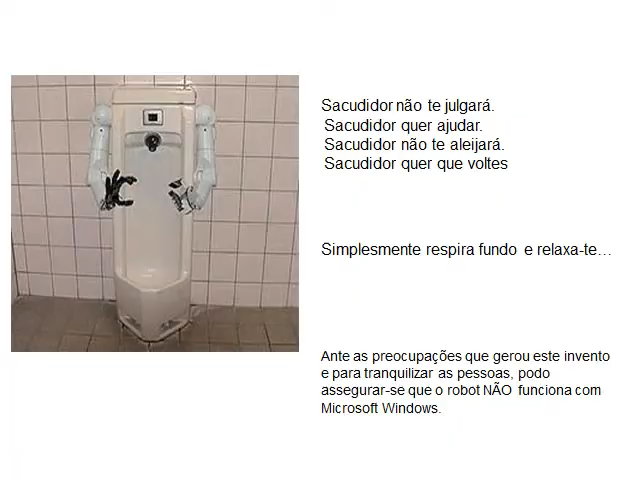 Sacudidor não te julgará.
Sacudidor quer ajudar.
Sacudidor não te aleijará.
Sacudidor quer que voltes
Simplesmente respira fundo e relaxa-te…
Ante as preocupações que gerou este invento
e para tranquilizar as pessoas, podo
assegurar-se que o robot NÃO funciona com
Microsoft Windows.